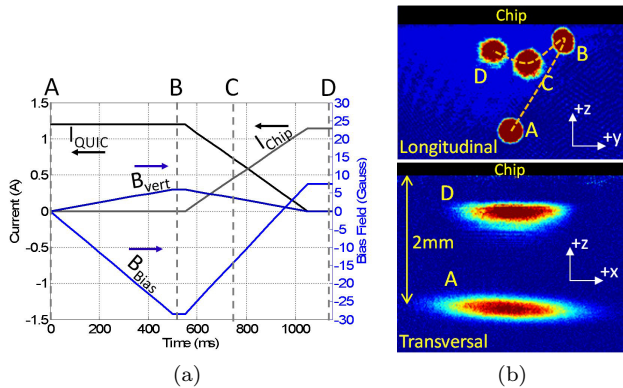 A B C D
1.5
1
0.5
0
-0.5
-1
-1.5
Current (A)
I_QUIC
I_Chip
B_vert
B_Bias
30
25
20
15
10
5
0
-5
-10
-15
-20
-25
-30
Bias Field (Gauss)
0 200 400 600 800 1000
Time (ms)
(a)
Chip
D
B
C
A
+z
+y
Longitudinal
Chip
D
2mm
+z
+x
A
Transversal
(b)